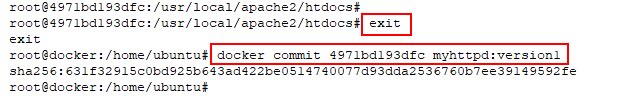 root@4971bd193dfc:/usr/local/apache2/htdocs#
root@4971bd193dfc:/usr/local/apache2/htdocs# exit
exit
root@docker:/home/ubuntu# docker commit 4971bd193dfc myhttpd:version1
sha256:631f32915c0bd925b643ad422be0514740077d93dda2536760b7ee39149592fe
root@docker:/home/ubuntu#